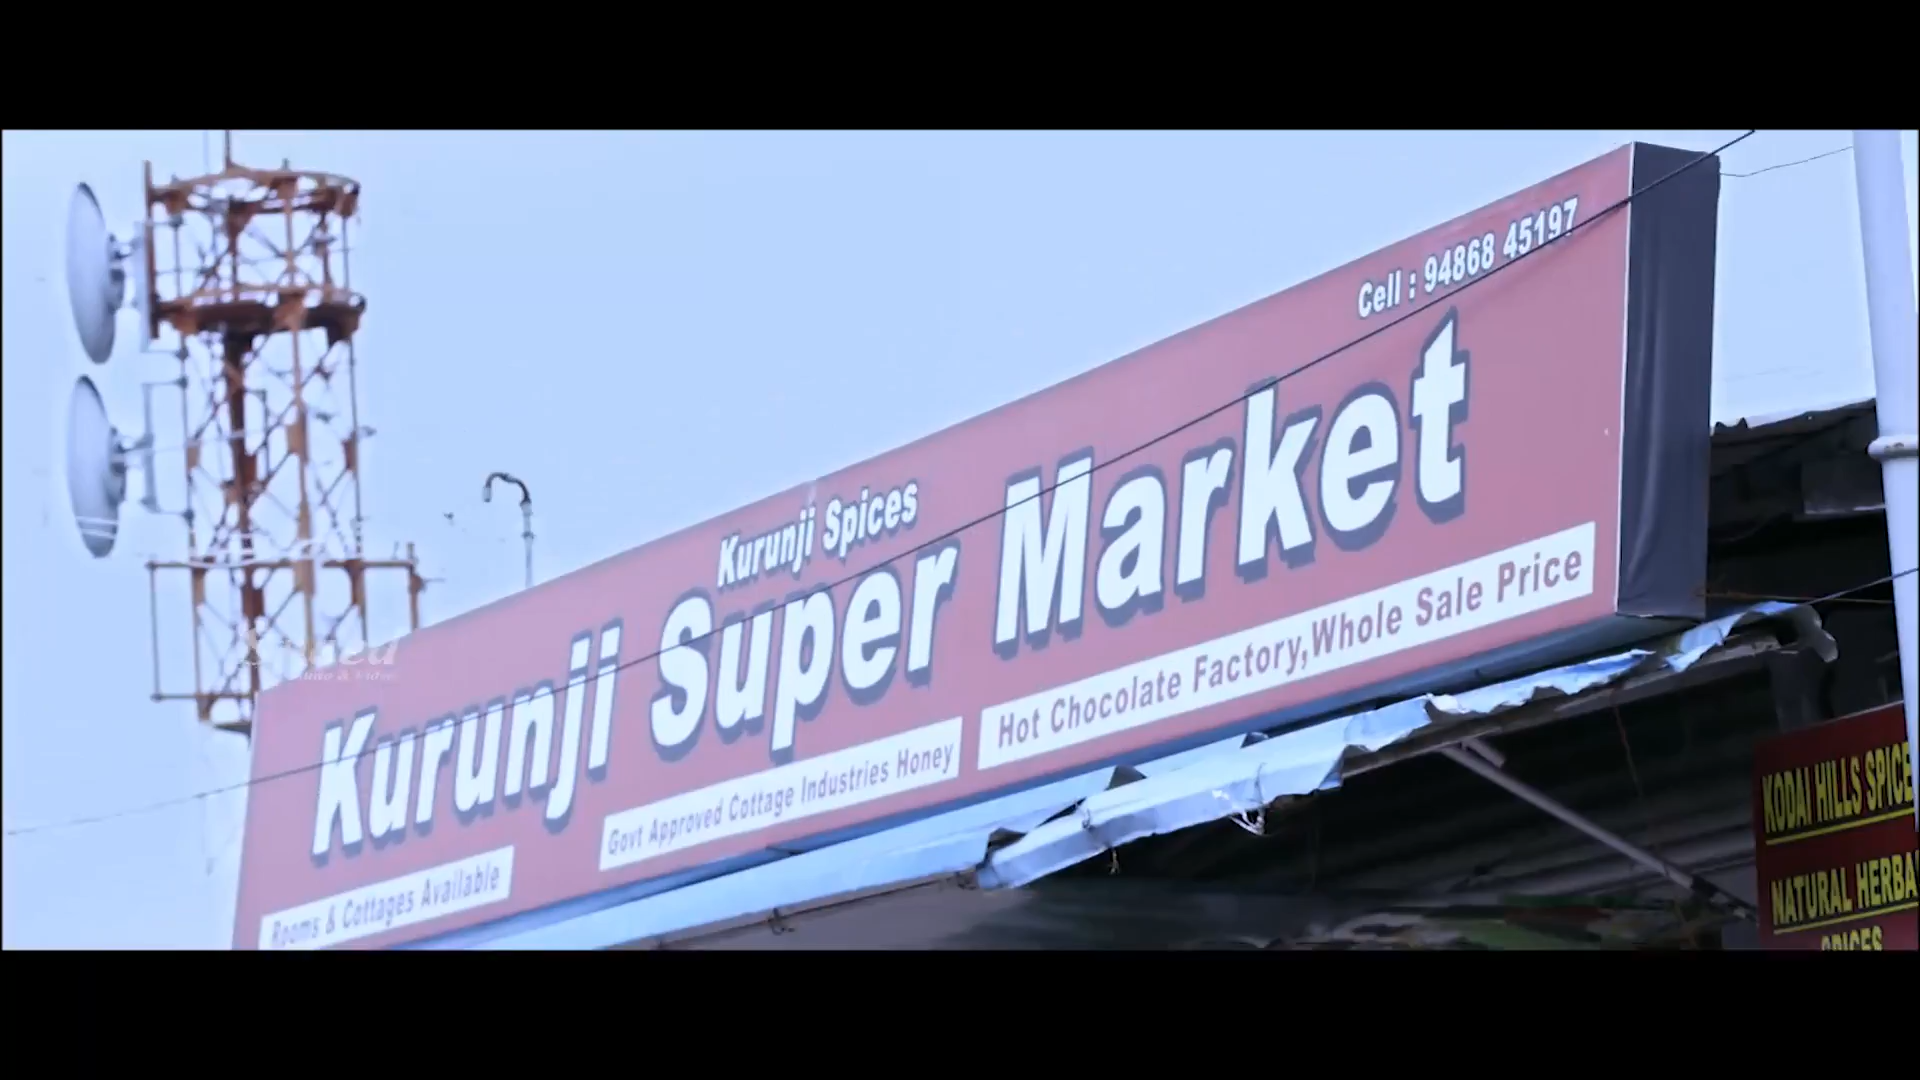 Cell : 94868 45197
Kurunji Spices
Kurunji Super Market
Rooms & Cottages Available
Govt Approved Cottage Industries Honey
Hot Chocolate Factory,Whole Sale Price
KODAI HILLS SPICE
NATURAL HERBA
SPICES